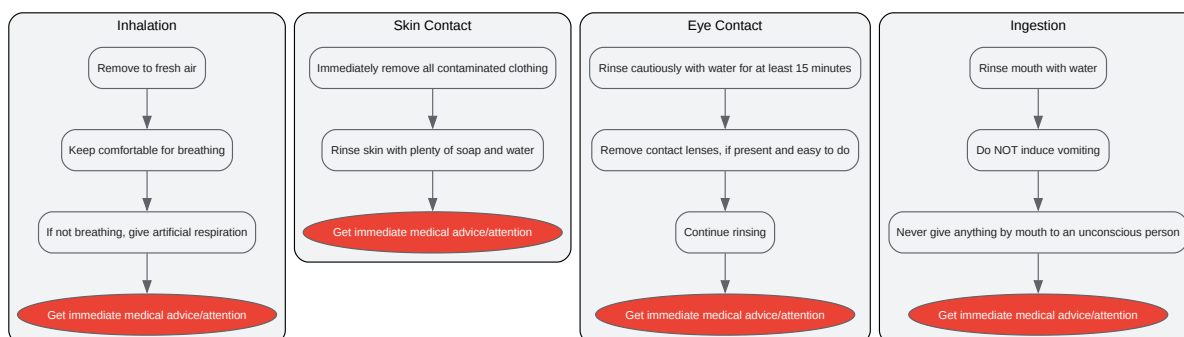 Inhalation
Remove to fresh air
Keep comfortable for breathing
If not breathing, give artificial respiration
Get immediate medical advice/attention
Skin Contact
Immediately remove all contaminated clothing
Rinse skin with plenty of soap and water
Get immediate medical advice/attention
Eye Contact
Rinse cautiously with water for at least 15 minutes
Remove contact lenses, if present and easy to do
Continue rinsing
Get immediate medical advice/attention
Ingestion
Rinse mouth with water
Do NOT induce vomiting
Never give anything by mouth to an unconscious person
Get immediate medical advice/attention